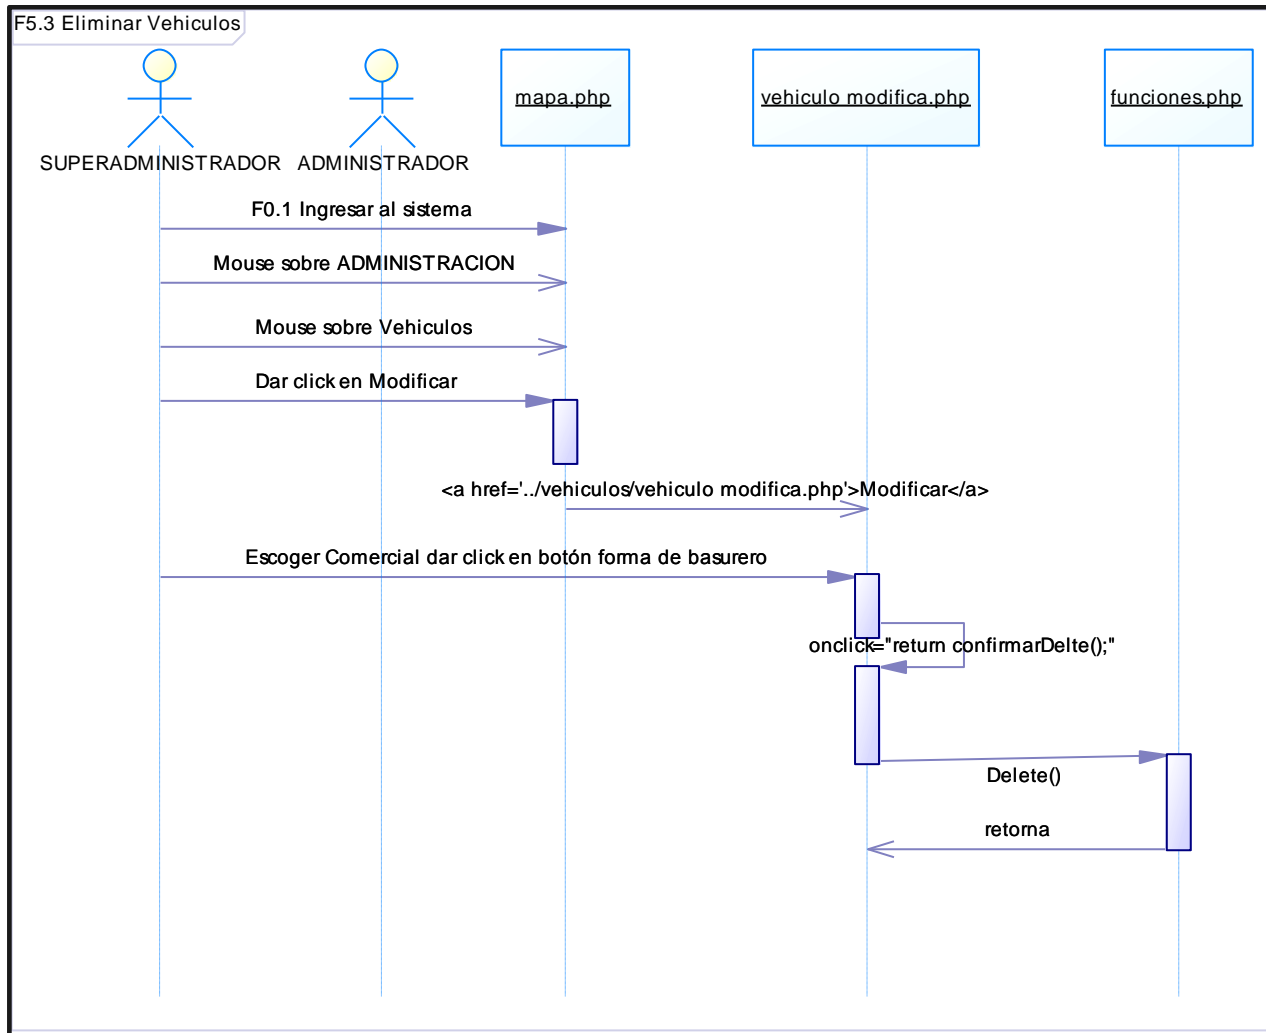 F5.3 Eliminar Vehiculos
mapa.php
vehiculo modifica.php
funciones.php
SUPERADMINISTRADOR
ADMINISTRADOR
F0.1 Ingresar al sistema
Mouse sobre ADMINISTRACION
Mouse sobre Vehiculos
Dar click en Modificar
<a href='../vehiculos/vehiculo modifica.php'>Modificar</a>
Escoger Comercial dar click en botón forma de basurero
onclick="return confirmarDelte();"
Delete()
retorna